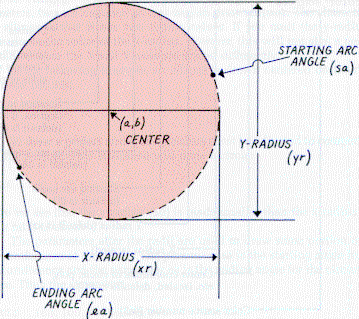 STARTING ARC
ANGLE (sa)
(a,b)
CENTER
Y-RADIUS
(yr)
X-RADIUS
(xr)
ENDING ARC
ANGLE (ea)